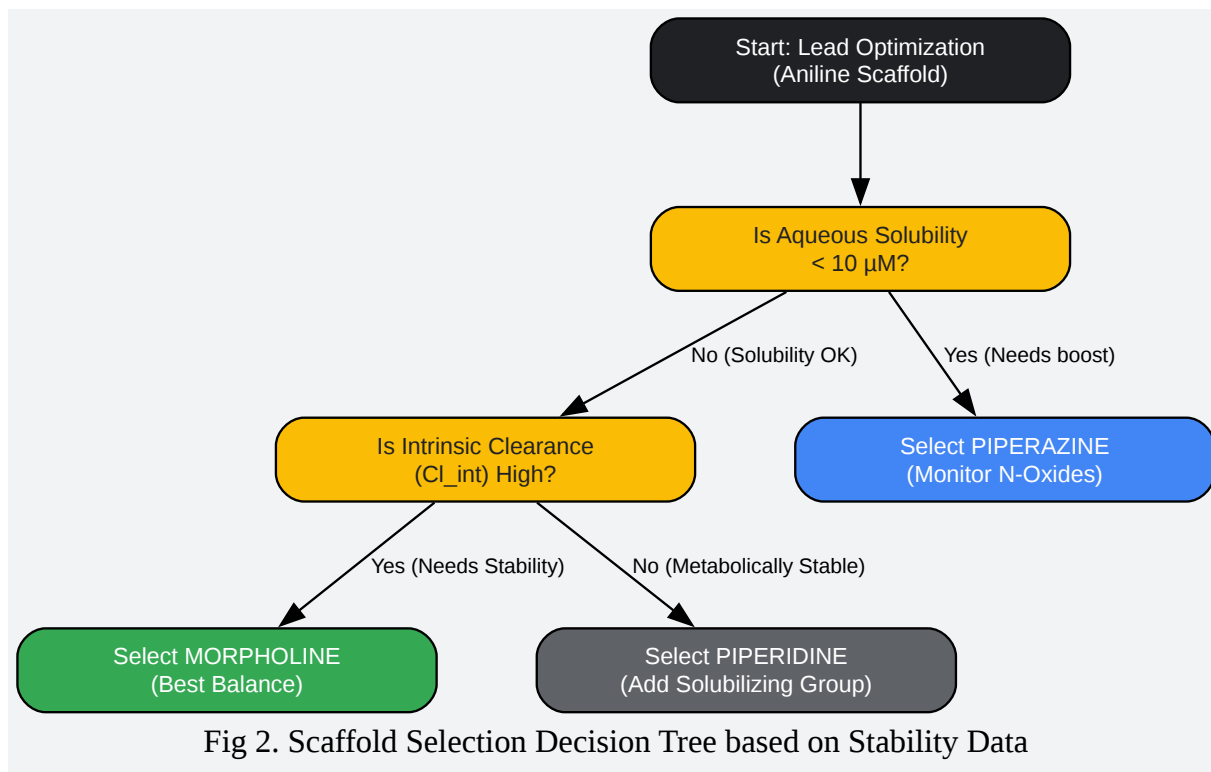 Start: Lead Optimization
(Aniline Scaffold)
Is Aqueous Solubility
< 10 µM?
No (Solubility OK)
Yes (Needs boost)
Is Intrinsic Clearance
(Cl_int) High?
Select PIPERAZINE
(Monitor N-Oxides)
Yes (Needs Stability)
No (Metabolically Stable)
Select MORPHOLINE
(Best Balance)
Select PIPERIDINE
(Add Solubilizing Group)
Fig 2. Scaffold Selection Decision Tree based on Stability Data